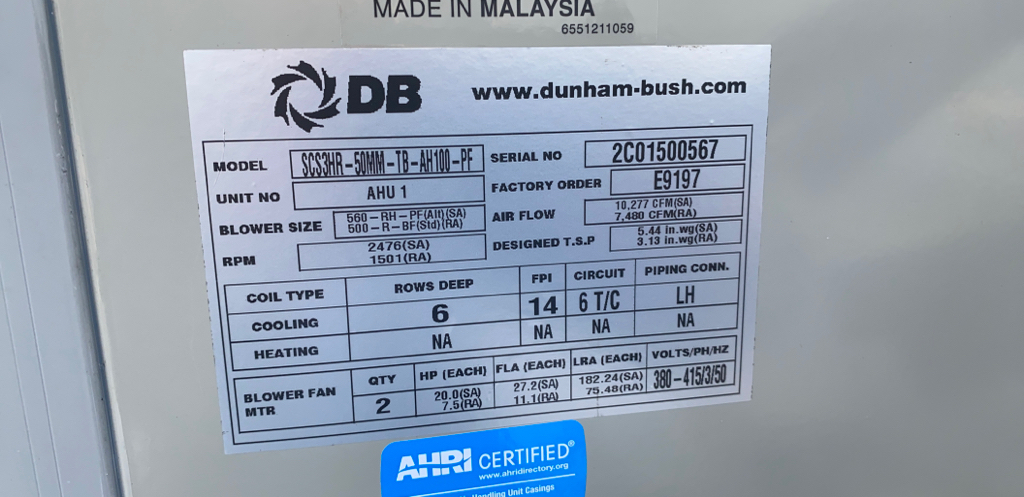 MADE IN MALAYSIA
6551211059
DB www.dunham-bush.com
MODEL SCS3HR-50MM-TB-AH100-PF SERIAL NO 2C01500567
UNIT NO AHU 1 FACTORY ORDER E9197
BLOWER SIZE 560-RH-PF(Alt)(SA) 500-R-BF(Std)(RA) AIR FLOW 10,277 CFM(SA) 7,480 CFM(RA)
RPM 2476(SA) 1501(RA) DESIGNED T.S.P 5.44 in.wg(SA) 3.13 in.wg(RA)
COIL TYPE ROWS DEEP FPI CIRCUIT PIPING CONN.
COOLING 6 14 6 T/C LH
HEATING NA NA NA NA
BLOWER FAN MTR QTY HP (EACH) FLA (EACH) LRA (EACH) VOLTS/PH/HZ
2 20.0(SA) 7.5(RA) 27.2(SA) 11.1(RA) 182.24(SA) 75.48(RA) 380-415/3/50
AHRI CERTIFIED®
www.ahridirectory.org
Handling Unit Casings